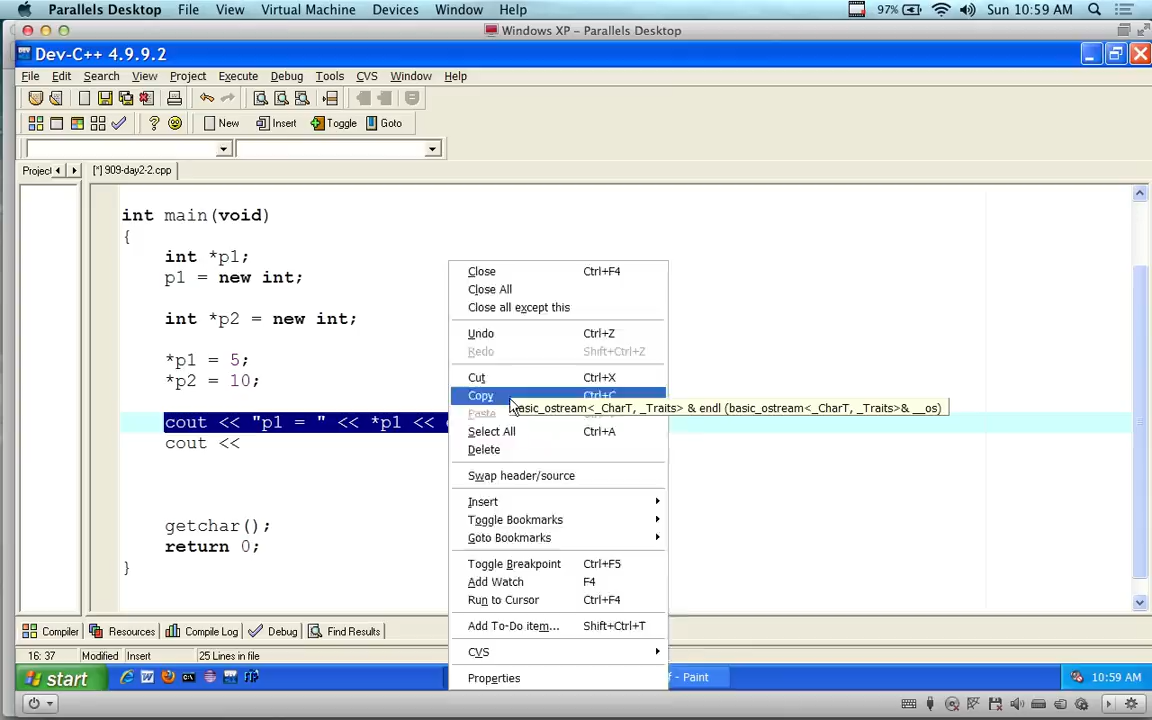 Parallels Desktop File View Virtual Machine Devices Window Help 97% Sun 10:59 AM
Windows XP - Parallels Desktop
Dev-C++ 4.9.9.2
File Edit Search View Project Execute Debug Tools CVS Window Help
New Insert Toggle Goto
Project [*] 909-day2-2.cpp
int main(void)
{
int *p1;
p1 = new int;
int *p2 = new int;
*p1 = 5;
*p2 = 10;
cout << "p1 = " << *p1 <<
cout <<
getchar();
return 0;
}
Close Ctrl+F4
Close All
Close all except this
Undo Ctrl+Z
Redo Shift+Ctrl+Z
Cut Ctrl+X
Copy Ctrl+C
basic_ostream<_CharT, _Traits> & endl (basic_ostream<_CharT, _Traits>& __os)
Paste
Select All Ctrl+A
Delete
Swap header/source
Insert
Toggle Bookmarks
Goto Bookmarks
Toggle Breakpoint Ctrl+F5
Add Watch F4
Run to Cursor Ctrl+F4
Add To-Do item... Shift+Ctrl+T
CVS
Properties
Compiler Resources Compile Log Debug Find Results
16: 37 Modified Insert 25 Lines in file
start - Paint 10:59 AM